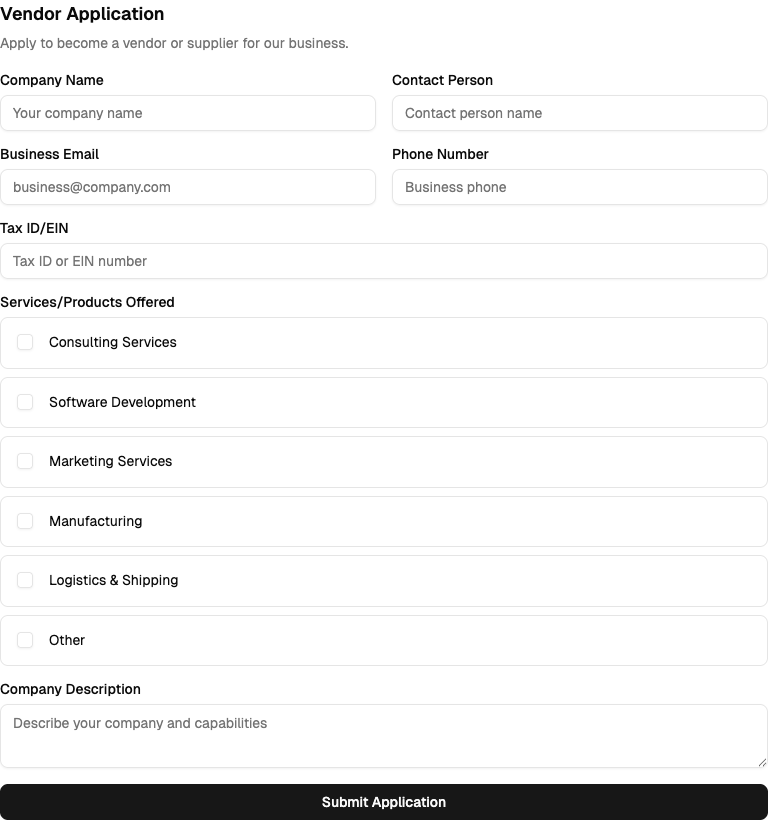 Vendor Application
Apply to become a vendor or supplier for our business.
Company Name
Your company name
Contact Person
Contact person name
Business Email
business@company.com
Phone Number
Business phone
Tax ID/EIN
Tax ID or EIN number
Services/Products Offered
Consulting Services
Software Development
Marketing Services
Manufacturing
Logistics & Shipping
Other
Company Description
Describe your company and capabilities
Submit Application